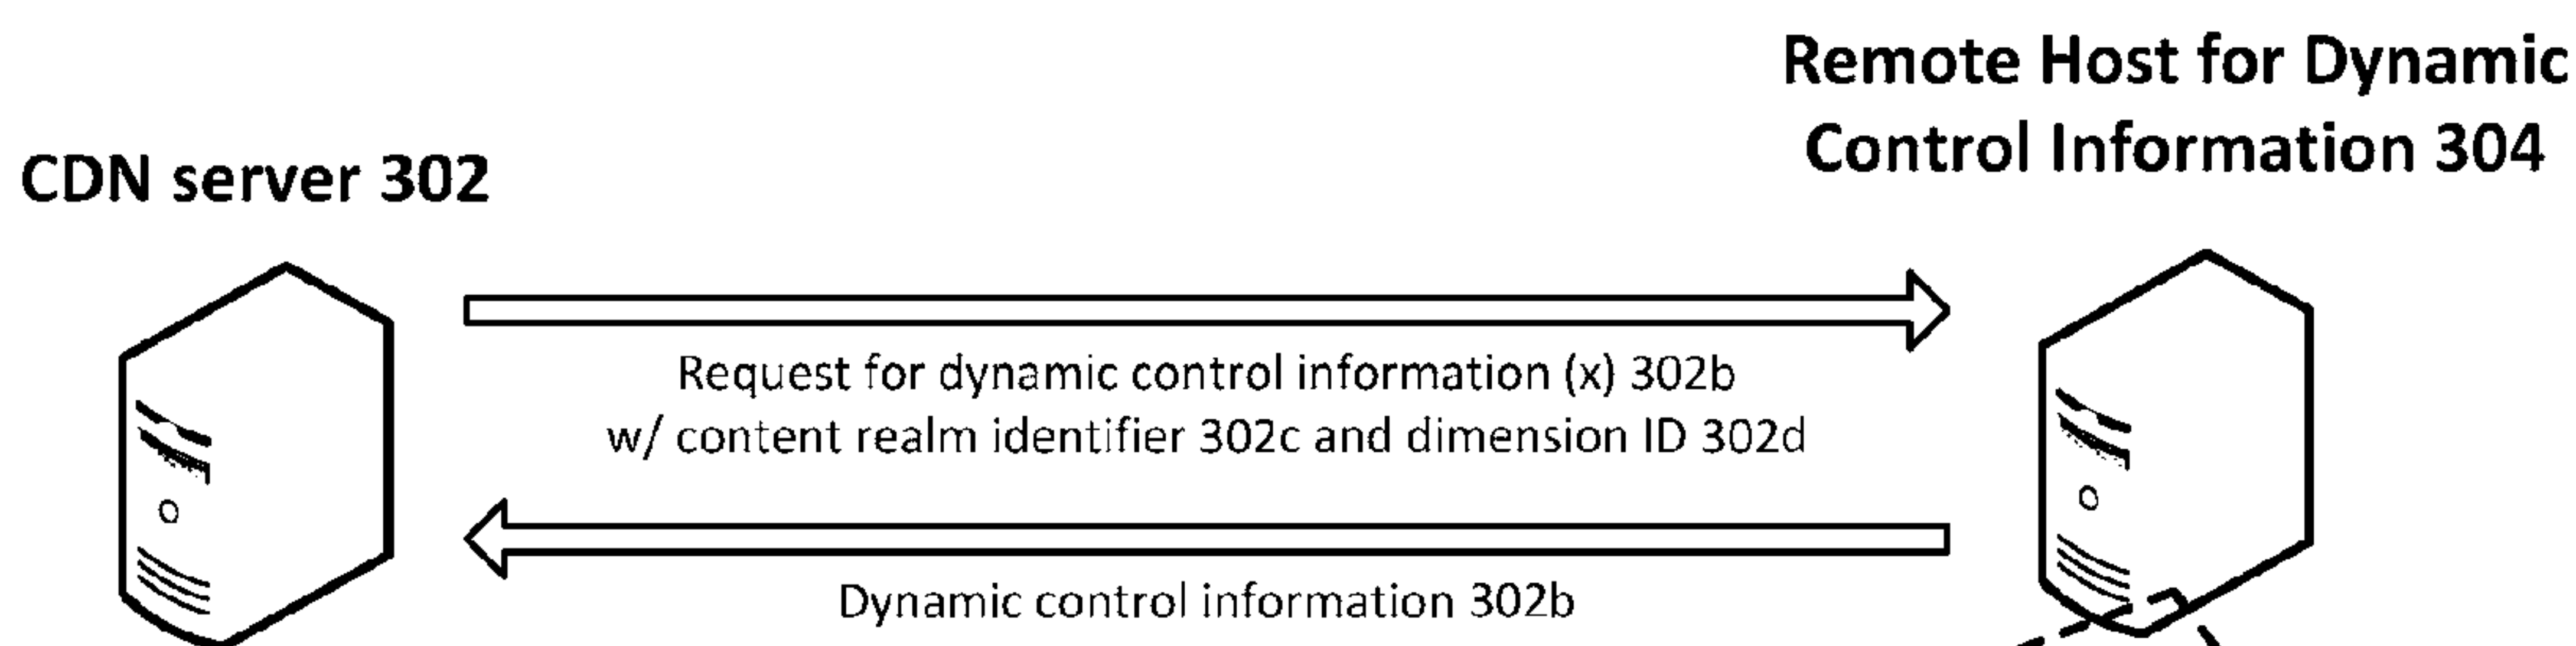 Remote Host for Dynamic
Control Information 304
CDN server 302
Request for dynamic control information (x) 302b
w/ content realm identifier 302c and dimension ID 302d
Dynamic control information 302b